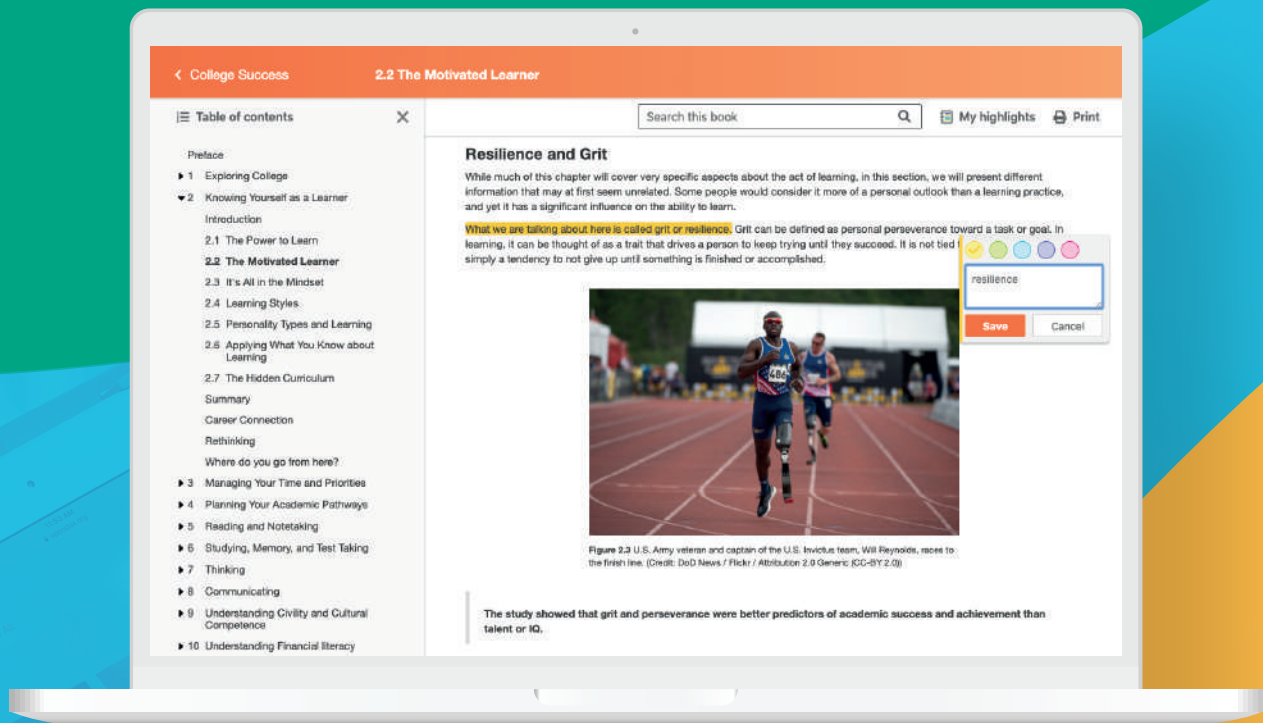 College Success
2.2 The Motivated Learner
Table of contents
Search this book
My highlights
Print
Preface
1 Exploring College
2 Knowing Yourself as a Learner
Introduction
2.1 The Power to Learn
2.2 The Motivated Learner
2.3 It's All in the Mindset
2.4 Learning Styles
2.5 Personality Types and Learning
2.6 Applying What You Know about
Learning
2.7 The Hidden Curriculum
Summary
Career Connection
Rethinking
Where do you go from here?
3 Managing Your Time and Priorities
4 Planning Your Academic Pathways
5 Reading and Notetaking
6 Studying, Memory, and Test Taking
7 Thinking
8 Communicating
9 Understanding Civility and Cultural
Competence
10 Understanding Financial literacy
Resilience and Grit
While much of this chapter will cover very specific aspects about the act of learning, in this section, we will present different
information that may at first seem unrelated. Some people would consider it more of a personal outlook than a learning practice,
and yet it has a significant influence on the ability to learn.
What we are talking about here is called grit or resilience. Grit can be defined as personal perseverance toward a task or goal. In
learning, it can be thought of as a trait that drives a person to keep trying until they succeed. It is not tied
simply a tendency to not give up until something is finished or accomplished.
resilience
Save
Cancel
486
Figure 2.3 U.S. Army veteran and captain of the U.S. Invictus team, Will Reynolds, races to
the finish line. (Credit: DoD News / Flickr / Attribution 2.0 Generic (CC-BY 2.0))
The study showed that grit and perseverance were better predictors of academic success and achievement than
talent or IQ.